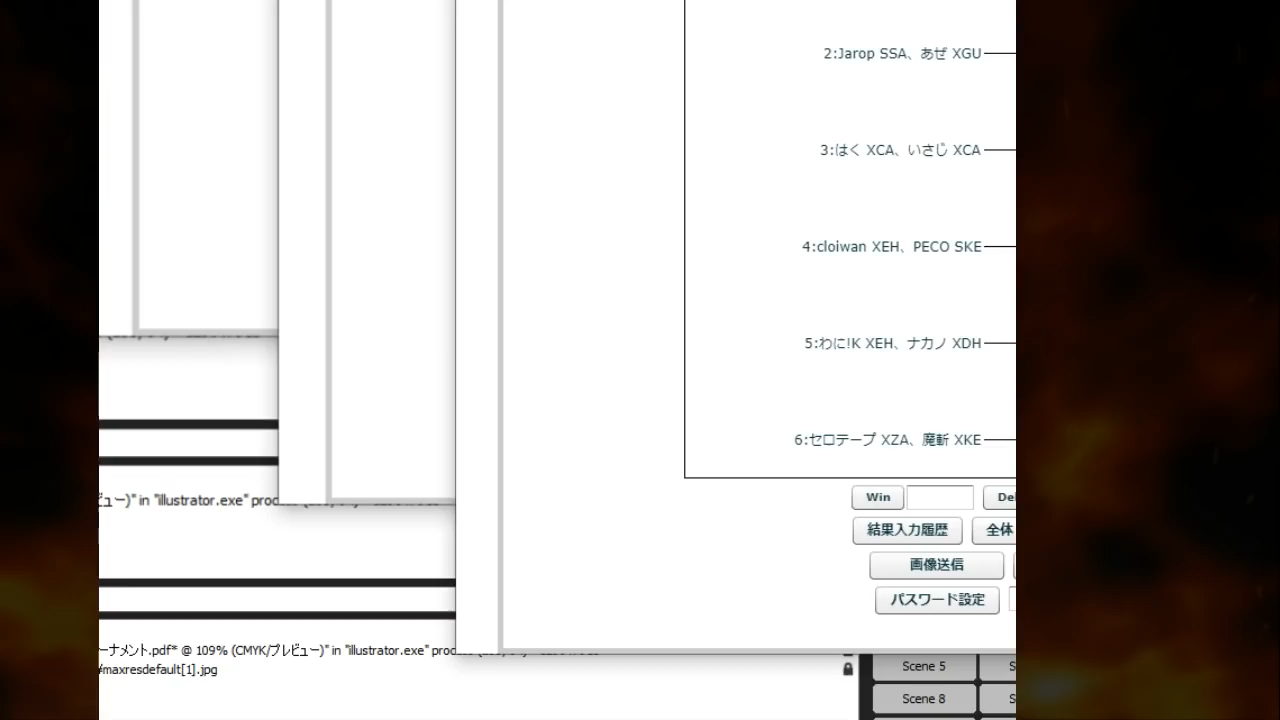 2:Jarop SSA、あぜ XGU
3:はく XCA、いさじ XCA
4:cloiwan XEH、PECO SKE
5:わに!K XEH、ナカノ XDH
6:セロテープ XZA、魔斬 XKE
Win
結果入力履歴 全体
画像送信
パスワード設定
ビュー)" in "illustrator.exe"
ーナメント.pdf* @ 109% (CMYK/プレビュー)" in "illustrator.exe"
maxresdefault[1].jpg
Scene 5
Scene 8